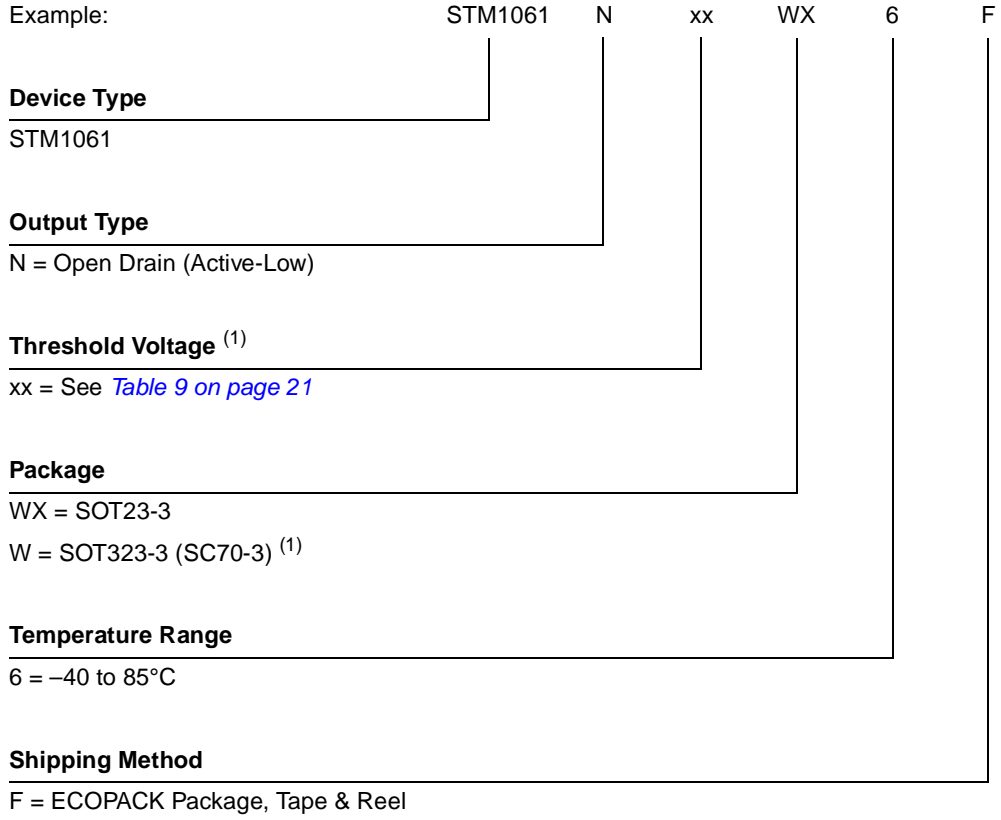 Example: STM1061 N xx WX 6 F
Device Type
STM1061
Output Type
N = Open Drain (Active-Low)
Threshold Voltage (1)
xx = See Table 9 on page 21
Package
WX = SOT23-3
W = SOT323-3 (SC70-3) (1)
Temperature Range
6 = –40 to 85°C
Shipping Method
F = ECOPACK Package, Tape & Reel